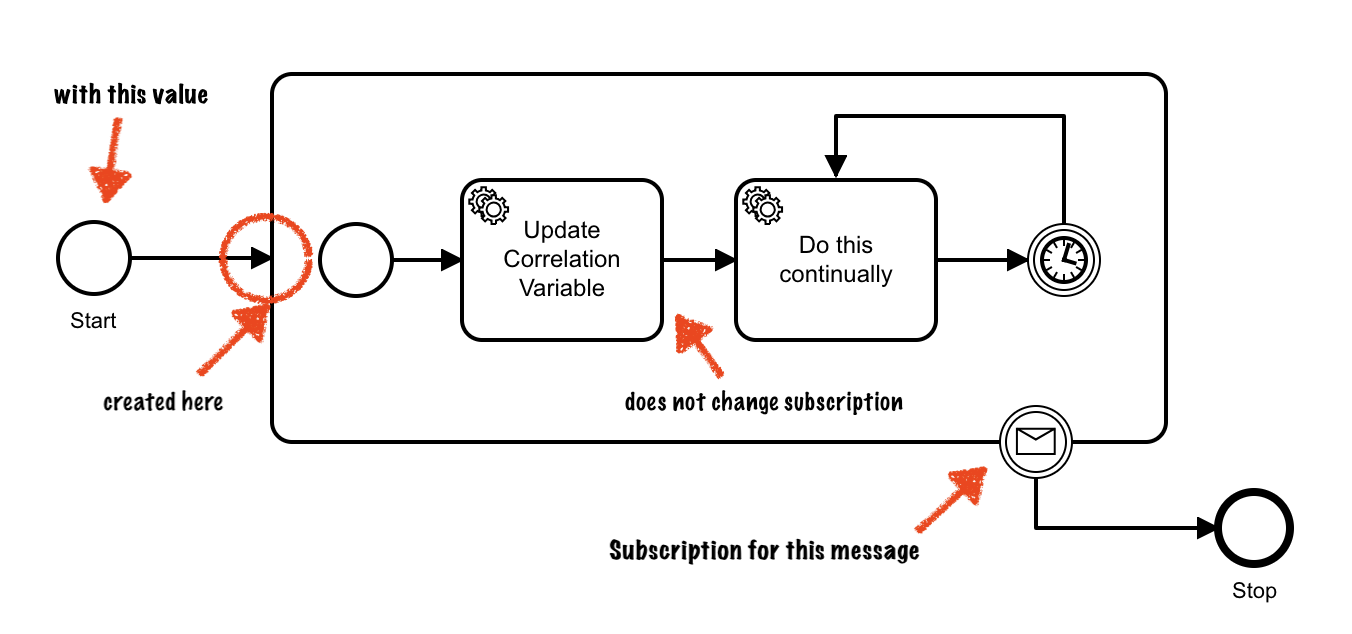 with this value
Start
created here
Update
Correlation
Variable
Do this
continually
does not change subscription
Subscription for this message
Stop